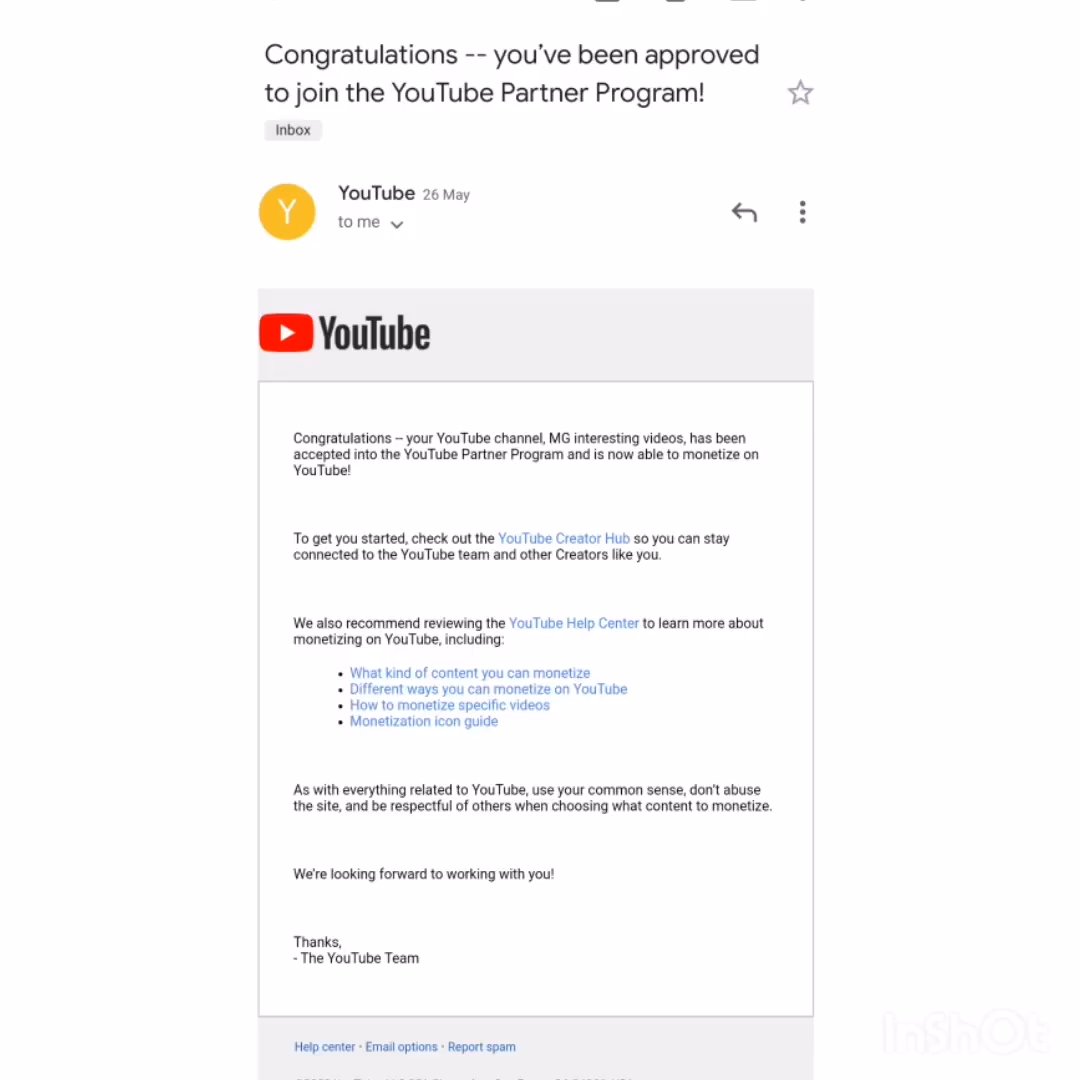 Congratulations -- you’ve been approved
to join the YouTube Partner Program!
Inbox
Y
YouTube 26 May
to me
YouTube
Congratulations – your YouTube channel, MG interesting videos, has been
accepted into the YouTube Partner Program and is now able to monetize on
YouTube!
To get you started, check out the YouTube Creator Hub so you can stay
connected to the YouTube team and other Creators like you.
We also recommend reviewing the YouTube Help Center to learn more about
monetizing on YouTube, including:
• What kind of content you can monetize
• Different ways you can monetize on YouTube
• How to monetize specific videos
• Monetization icon guide
As with everything related to YouTube, use your common sense, don't abuse
the site, and be respectful of others when choosing what content to monetize.
We're looking forward to working with you!
Thanks,
- The YouTube Team
Help center · Email options · Report spam
InShOt